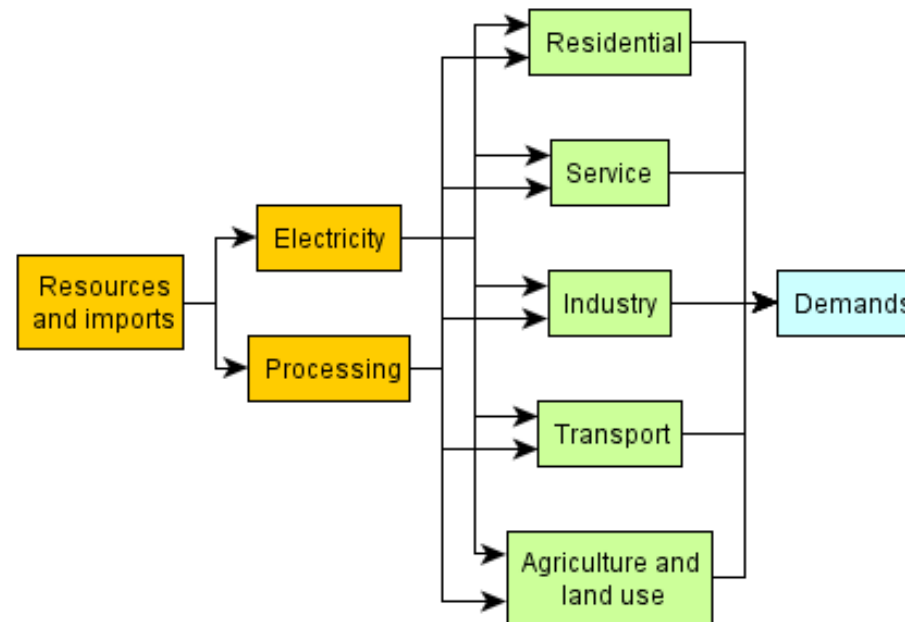 Residential
Service
Electricity
Resources
and imports
Industry
Demands
Processing
Transport
Agriculture and
land use